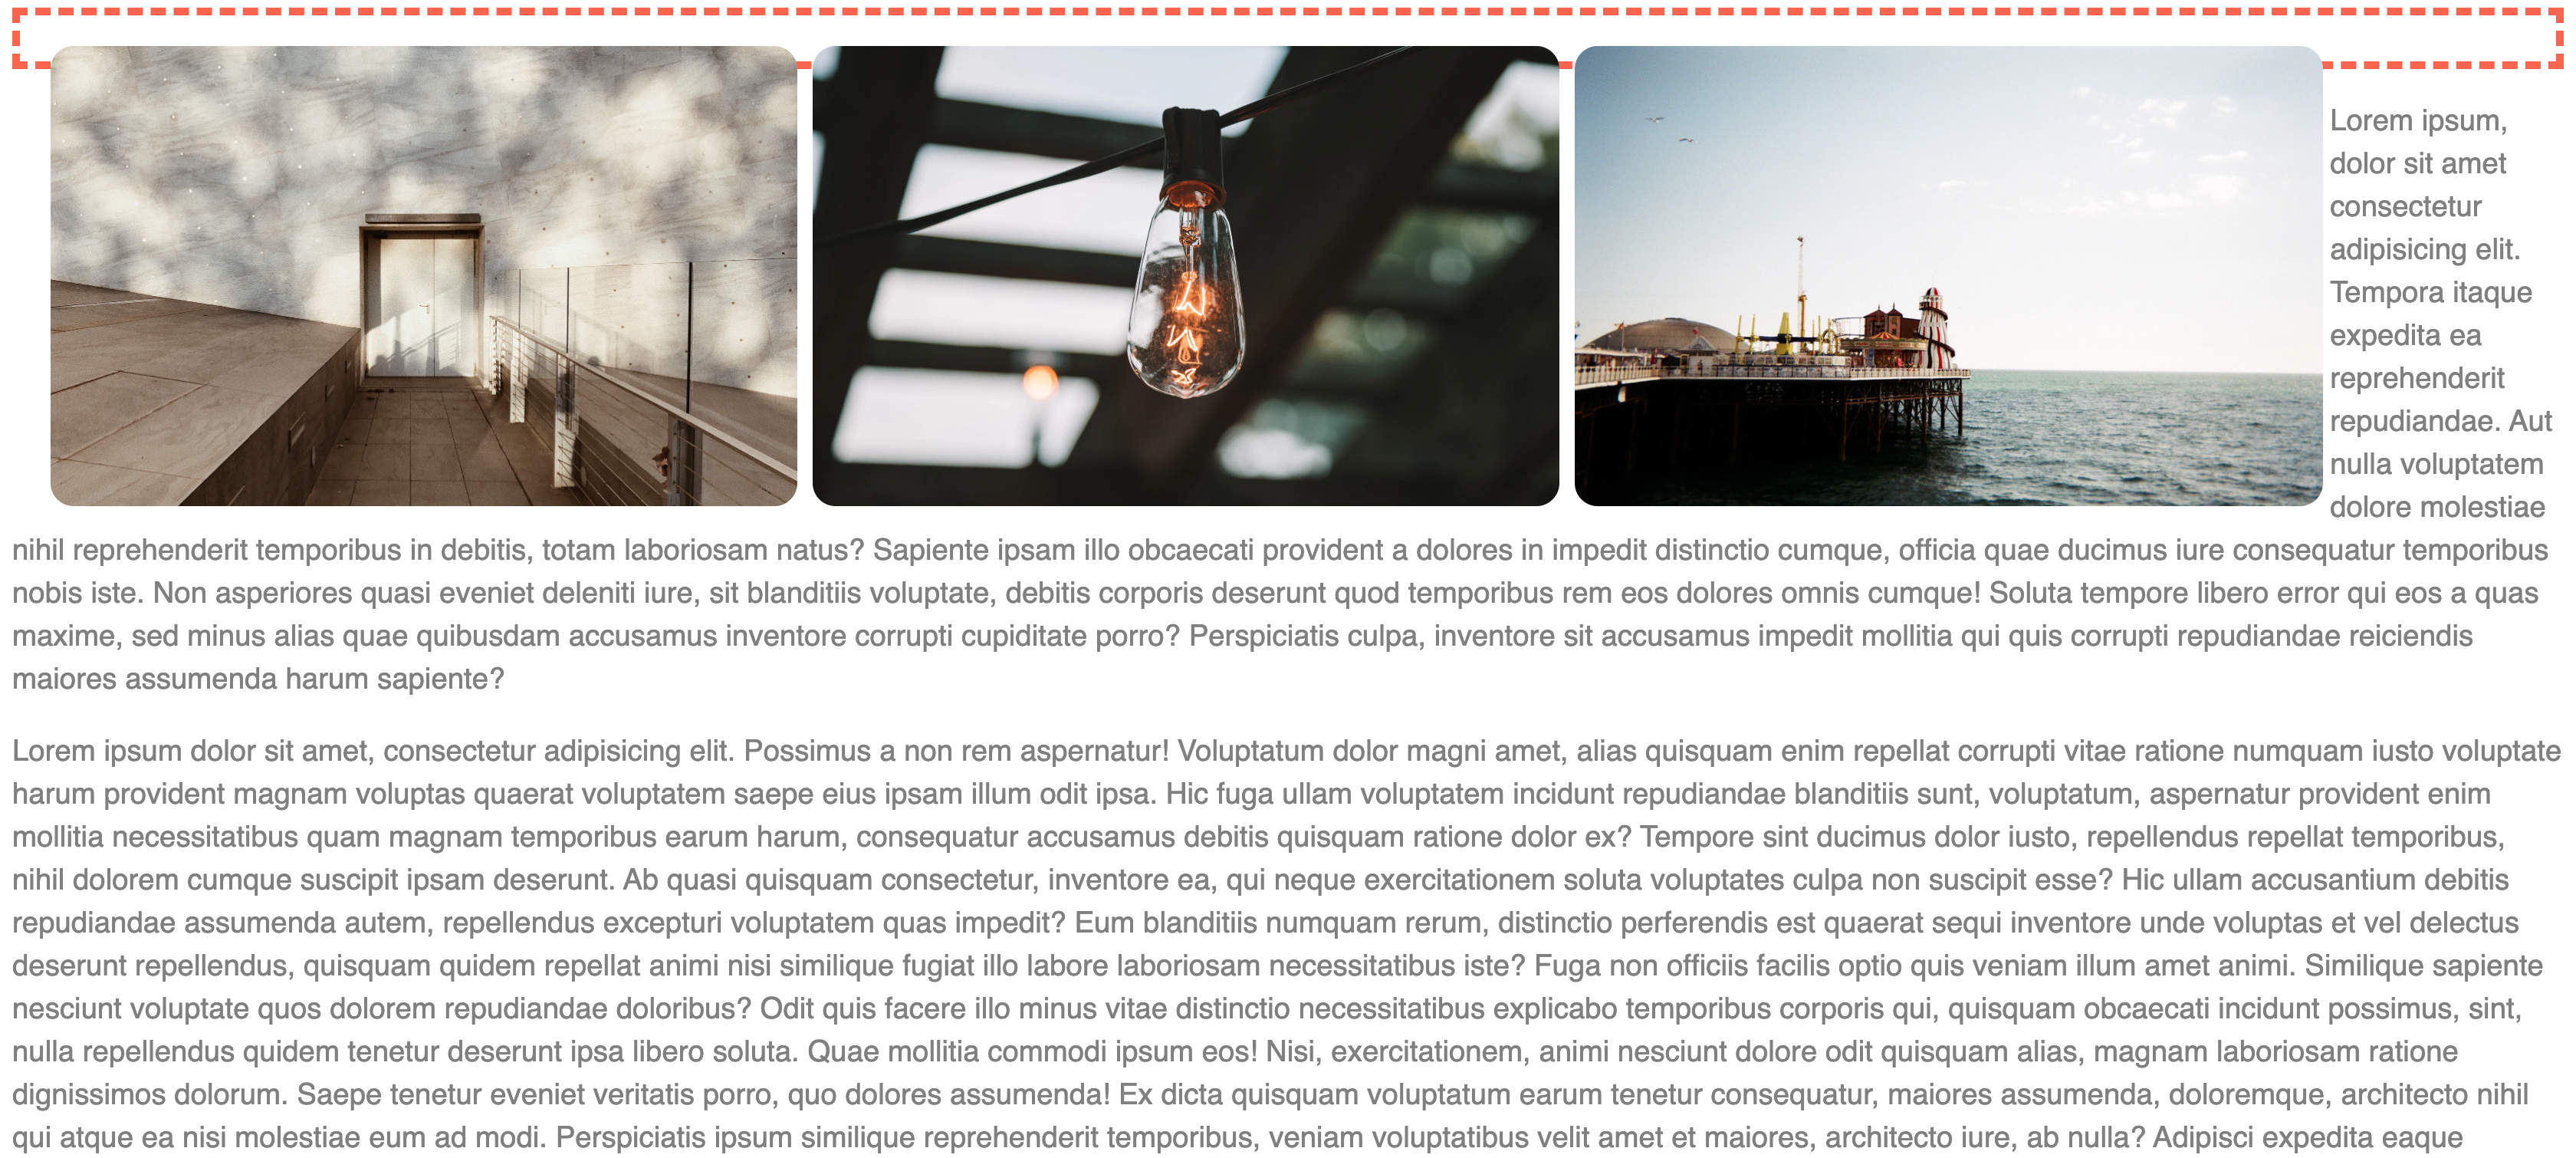 Lorem ipsum,
dolor sit amet
consectetur
adipisicing elit.
Tempora itaque
expedita ea
reprehenderit
repudiandae. Aut
nulla voluptatem
dolore molestiae
nihil reprehenderit temporibus in debitis, totam laboriosam natus? Sapiente ipsam illo obcaecati provident a dolores in impedit distinctio cumque, officia quae ducimus iure consequatur temporibus
nobis iste. Non asperiores quasi eveniet deleniti iure, sit blanditiis voluptate, debitis corporis deserunt quod temporibus rem eos dolores omnis cumque! Soluta tempore libero error qui eos a quas
maxime, sed minus alias quae quibusdam accusamus inventore corrupti cupiditate porro? Perspiciatis culpa, inventore sit accusamus impedit mollitia qui quis corrupti repudiandae reiciendis
maiores assumenda harum sapiente?
Lorem ipsum dolor sit amet, consectetur adipisicing elit. Possimus a non rem aspernatur! Voluptatum dolor magni amet, alias quisquam enim repellat corrupti vitae ratione numquam iusto voluptate
harum provident magnam voluptas quaerat voluptatem saepe eius ipsam illum odit ipsa. Hic fuga ullam voluptatem incidunt repudiandae blanditiis sunt, voluptatum, aspernatur provident enim
mollitia necessitatibus quam magnam temporibus earum harum, consequatur accusamus debitis quisquam ratione dolor ex? Tempore sint ducimus dolor iusto, repellendus repellat temporibus,
nihil dolorem cumque suscipit ipsam deserunt. Ab quasi quisquam consectetur, inventore ea, qui neque exercitationem soluta voluptates culpa non suscipit esse? Hic ullam accusantium debitis
repudiandae assumenda autem, repellendus excepturi voluptatem quas impedit? Eum blanditiis numquam rerum, distinctio perferendis est quaerat sequi inventore unde voluptas et vel delectus
deserunt repellendus, quisquam quidem repellat animi nisi similique fugiat illo labore laboriosam necessitatibus iste? Fuga non officiis facilis optio quis veniam illum amet animi. Similique sapiente
nesciunt voluptate quos dolorem repudiandae doloribus? Odit quis facere illo minus vitae distinctio necessitatibus explicabo temporibus corporis qui, quisquam obcaecati incidunt possimus, sint,
nulla repellendus quidem tenetur deserunt ipsa libero soluta. Quae mollitia commodi ipsum eos! Nisi, exercitationem, animi nesciunt dolore odit quisquam alias, magnam laboriosam ratione
dignissimos dolorum. Saepe tenetur eveniet veritatis porro, quo dolores assumenda! Ex dicta quisquam voluptatum earum tenetur consequatur, maiores assumenda, doloremque, architecto nihil
qui atque ea nisi molestiae eum ad modi. Perspiciatis ipsum similique reprehenderit temporibus, veniam voluptatibus velit amet et maiores, architecto iure, ab nulla? Adipisci expedita eaque